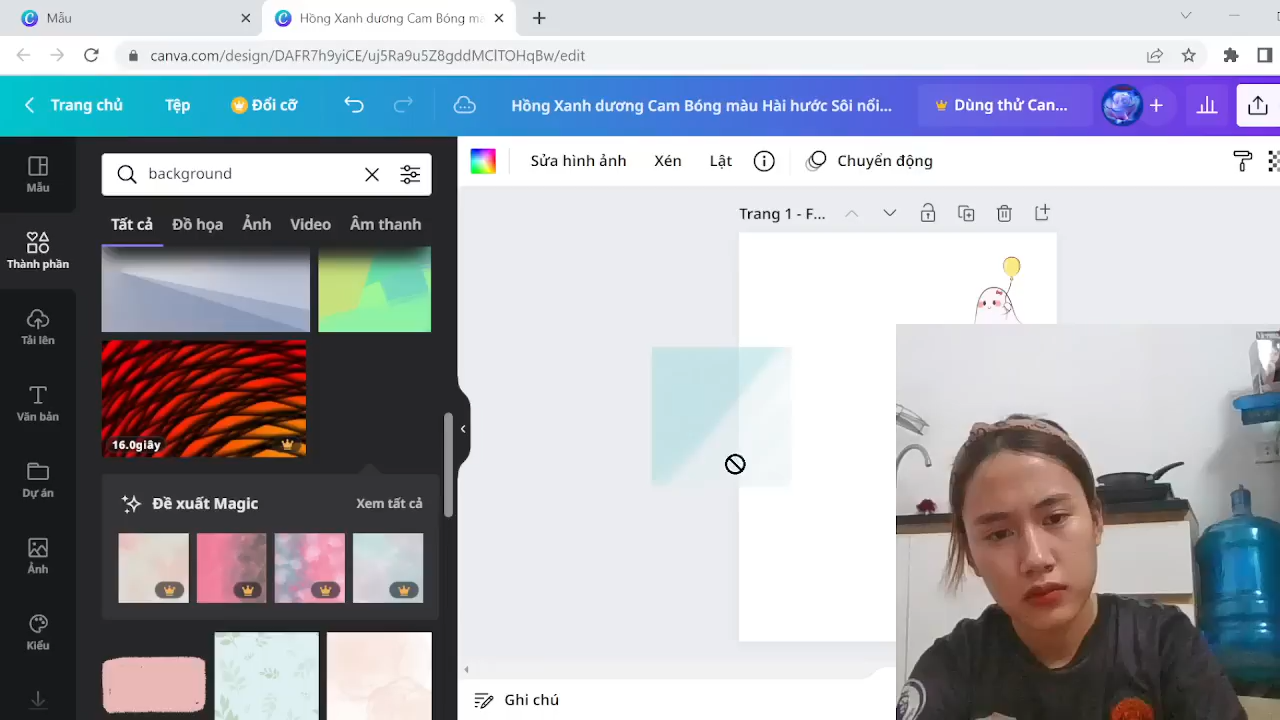 Mẫu
Hồng Xanh dương Cam Bóng mà
canva.com/design/DAFR7h9yiCE/uj5Ra9u5Z8gddMClTOHqBw/edit
Trang chủ
Tệp
Đổi cỡ
Hồng Xanh dương Cam Bóng màu Hài hước Sôi nổi...
Dùng thử Can...
Mẫu
Thành phần
Tải lên
Văn bản
Dự án
Ảnh
Kiểu
background
Tất cả
Đồ họa
Ảnh
Video
Âm thanh
16.0giây
Đề xuất Magic
Xem tất cả
Sửa hình ảnh
Xén
Lật
Chuyển động
Trang 1 - F...
Ghi chú